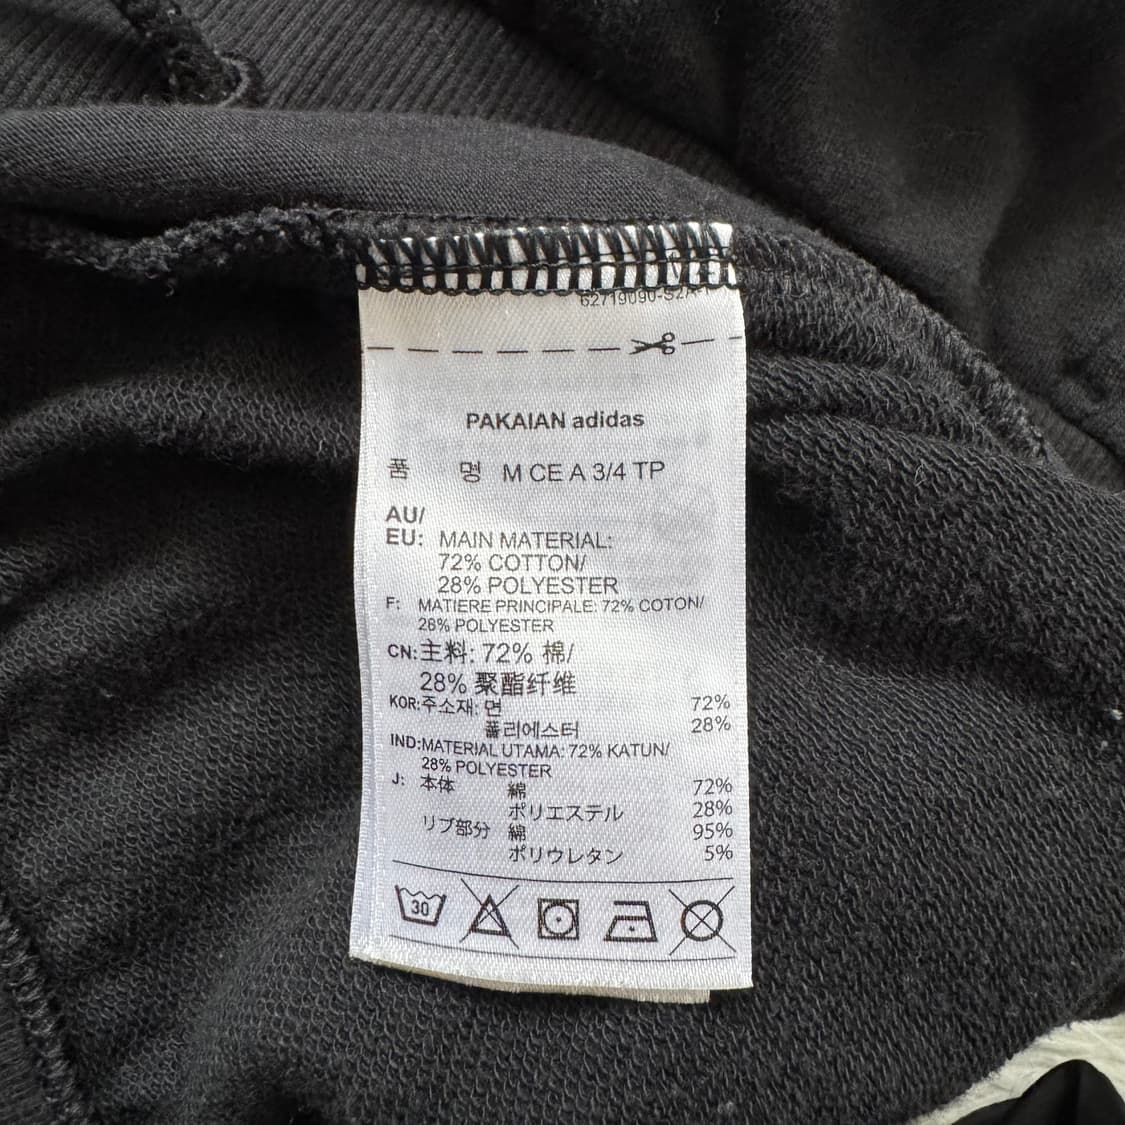 62719090-S2A
PAKAIAN adidas
품 명 M CE A 3/4 TP
AU/
EU: MAIN MATERIAL:
72% COTTON/
28% POLYESTER
F: MATIERE PRINCIPALE: 72% COTON/
28% POLYESTER
CN:主料: 72% 棉/
28% 聚酯纤维
KOR:주소재: 면 72%
폴리에스터 28%
IND:MATERIAL UTAMA: 72% KATUN/
28% POLYESTER
J: 本体 綿 72%
ポリエステル 28%
リブ部分 綿 95%
ポリウレタン 5%
30